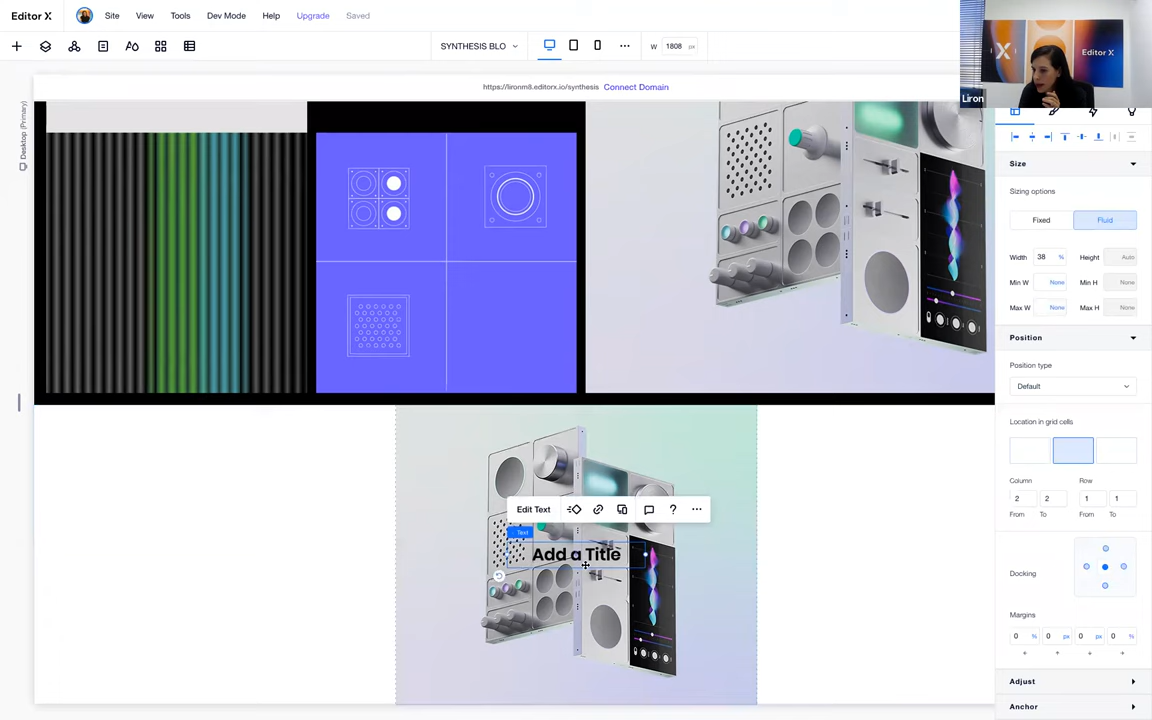 Editor X Site View Tools Dev Mode Help Upgrade Saved
SYNTHESIS BLO W 1808 px
Editor X
Liron
https://lironm8.editorx.io/synthesis Connect Domain
Desktop (Primary)
Size
Sizing options
Fixed Fluid
Width 38 % Height Auto
Min W None Min H None
Max W None Max H None
Position
Position type
Default
Location in grid cells
Column Row
2 2 1 1
From To From To
Docking
Margins
0 % 0 px 0 px 0 %
Adjust
Anchor
Edit Text ?
Text
Add a Title